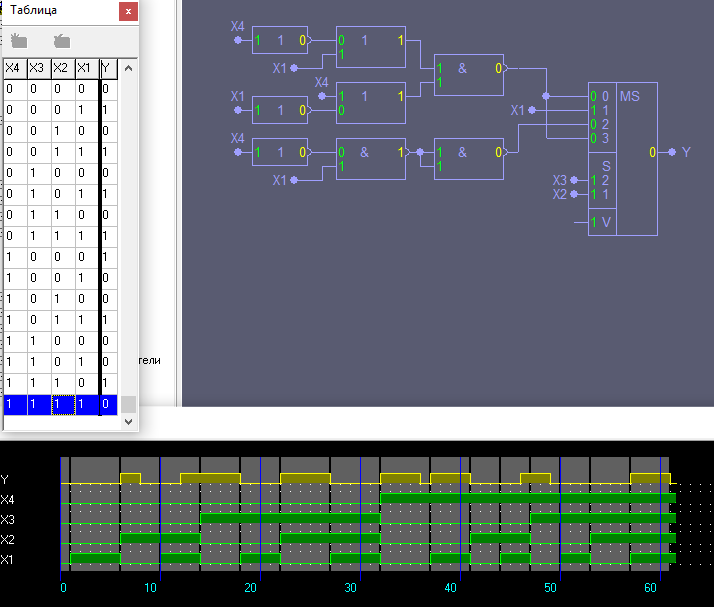 Таблица
X4 X3 X2 X1 Y
0 0 0 0 0
0 0 0 1 1
0 0 1 0 0
0 0 1 1 1
0 1 0 0 0
0 1 0 1 1
0 1 1 0 0
0 1 1 1 1
1 0 0 0 1
1 0 0 1 0
1 0 1 0 0
1 0 1 1 1
1 1 0 0 0
1 1 0 1 0
1 1 1 0 1
1 1 1 1 0
тели
X4
1 1 0 0 1 1
X1 1
1 & 0
1
X4
1 1 1
X1
1 1 0 0
X4
1 1 0 0 & 1 1 & 0
1 1
X1
0 0 MS
X1 1 1
0 2
0 3
0 Y
S
X3 1 2
X2 1 1
1 V
Y
X4
X3
X2
X1
0 10 20 30 40 50 60